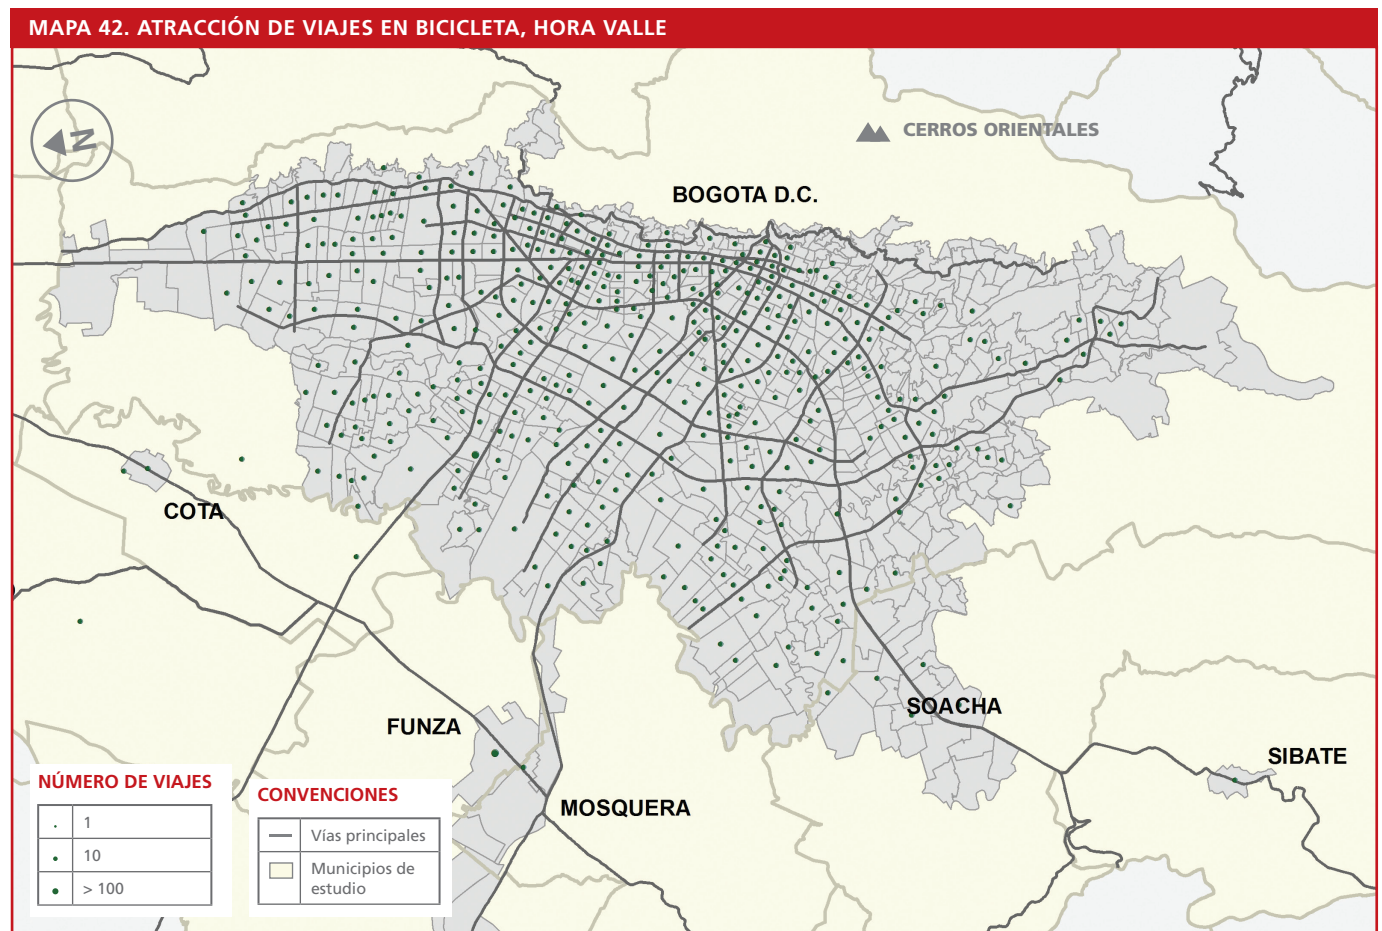 MAPA 42. ATRACCIÓN DE VIAJES EN BICICLETA, HORA VALLE
N
CERROS ORIENTALES
BOGOTA D.C.
COTA
FUNZA
SOACHA
SIBATE
MOSQUERA
NÚMERO DE VIAJES
1
10
> 100
CONVENCIONES
Vías principales
Municipios de
estudio